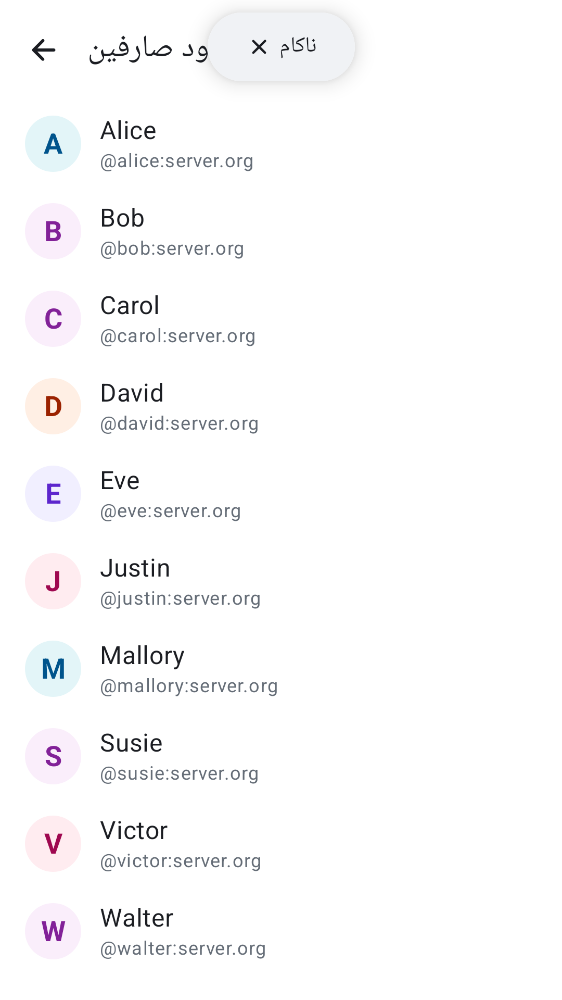 ود صارفین
ناکام
A
Alice
@alice:server.org
B
Bob
@bob:server.org
C
Carol
@carol:server.org
D
David
@david:server.org
E
Eve
@eve:server.org
J
Justin
@justin:server.org
M
Mallory
@mallory:server.org
S
Susie
@susie:server.org
V
Victor
@victor:server.org
W
Walter
@walter:server.org